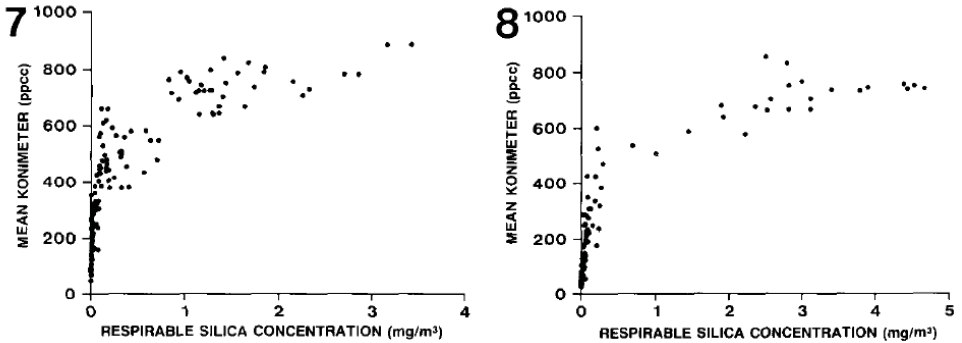 7
1000
800
600
400
200
0
MEAN KONIMETER (ppcc)
0 1 2 3 4
RESPIRABLE SILICA CONCENTRATION (mg/m³)
8
1000
800
600
400
200
0
MEAN KONIMETER (ppcc)
0 1 2 3 4 5
RESPIRABLE SILICA CONCENTRATION (mg/m³)